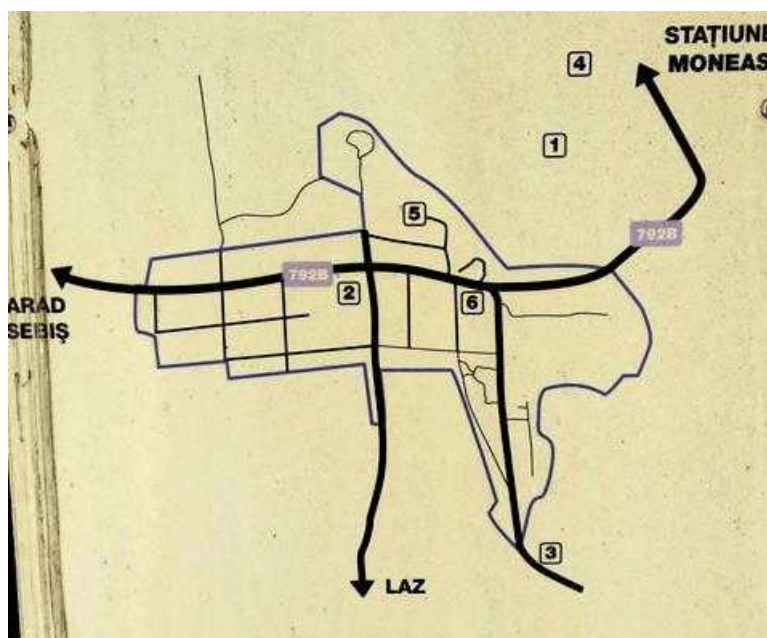 STAȚIUNE
MONEAS
4
1
5
792B
792B
2
6
ARAD
SEBIȘ
3
LAZ